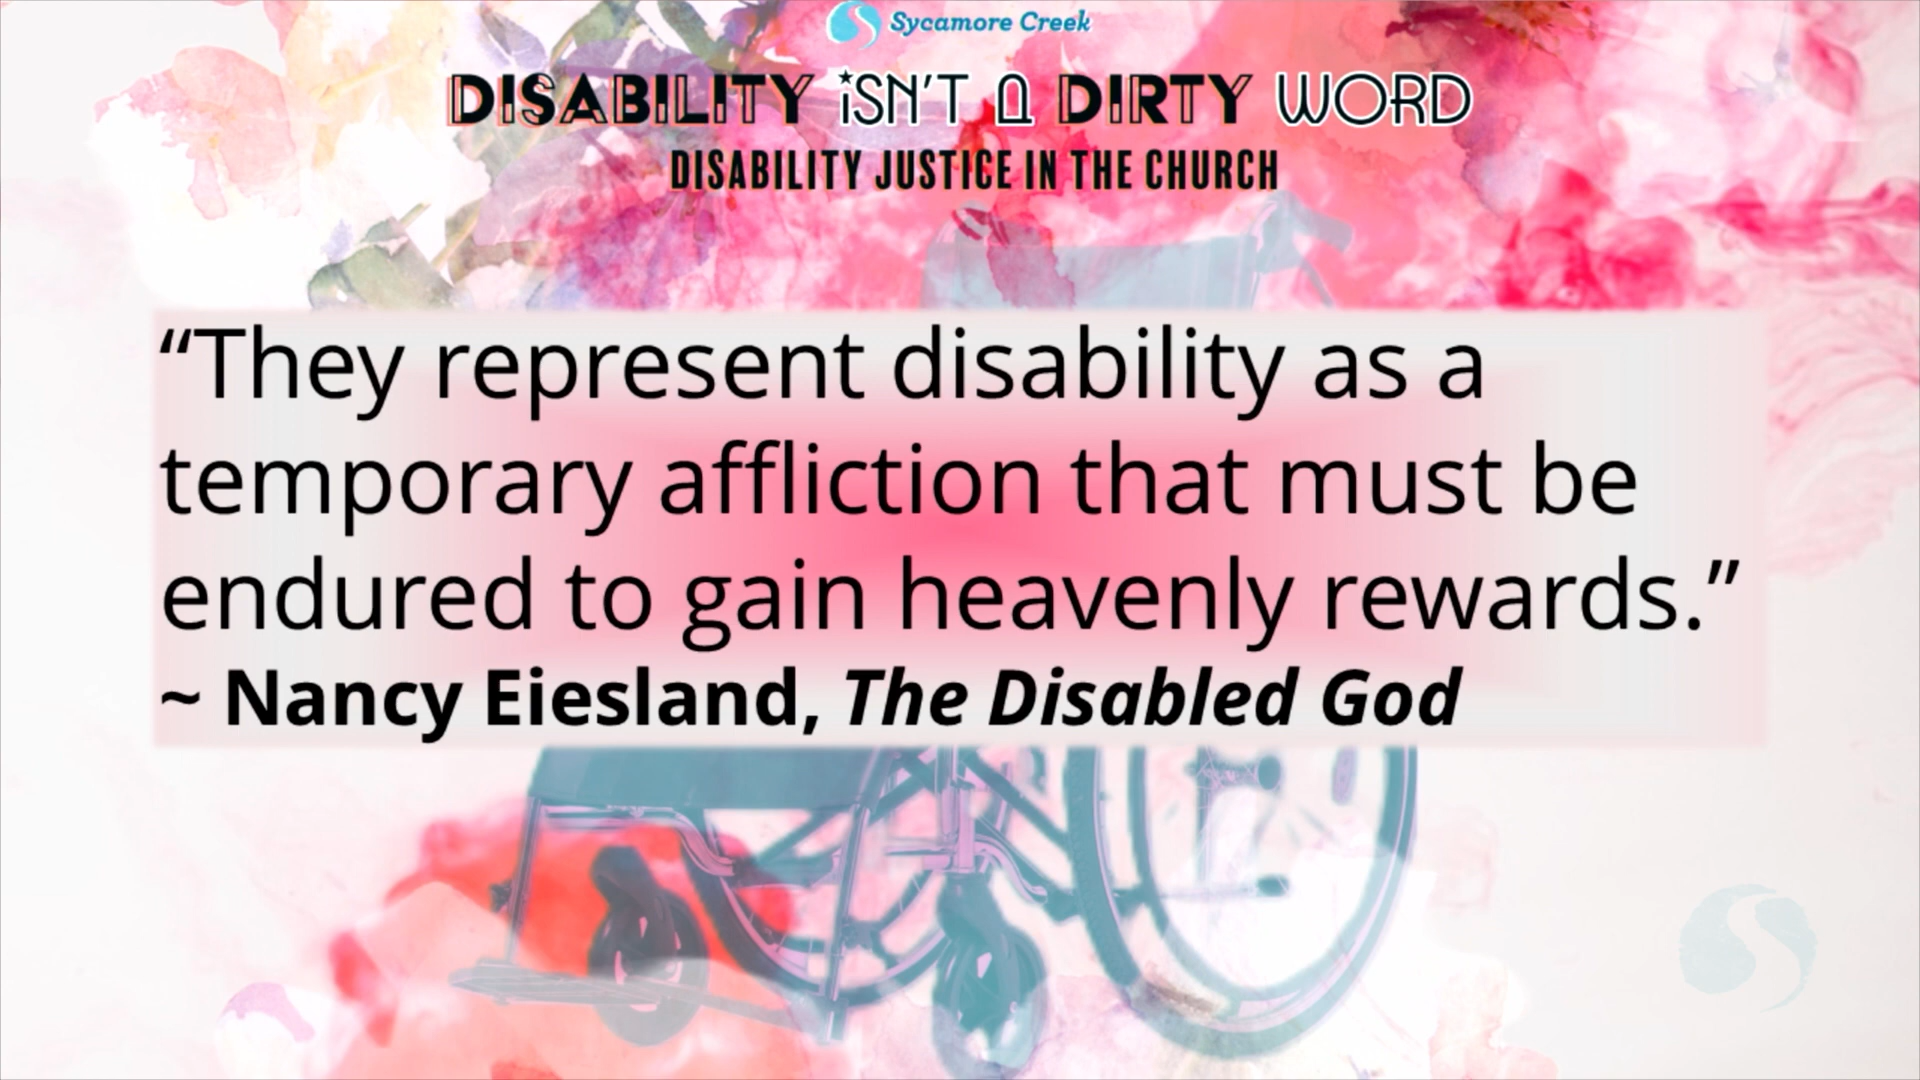 Sycamore Creek
DISABILITY iSN'T A DIRTY WORD
DISABILITY JUSTICE IN THE CHURCH
“They represent disability as a
temporary affliction that must be
endured to gain heavenly rewards.”
~ Nancy Eiesland, The Disabled God